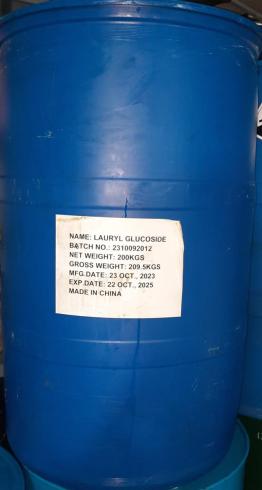 NAME: LAURYL GLUCOSIDE
BATCH NO.: 2310092012
NET WEIGHT: 200KGS
GROSS WEIGHT: 209.5KGS
MFG.DATE: 23 OCT., 2023
EXP.DATE: 22 OCT., 2025
MADE IN CHINA